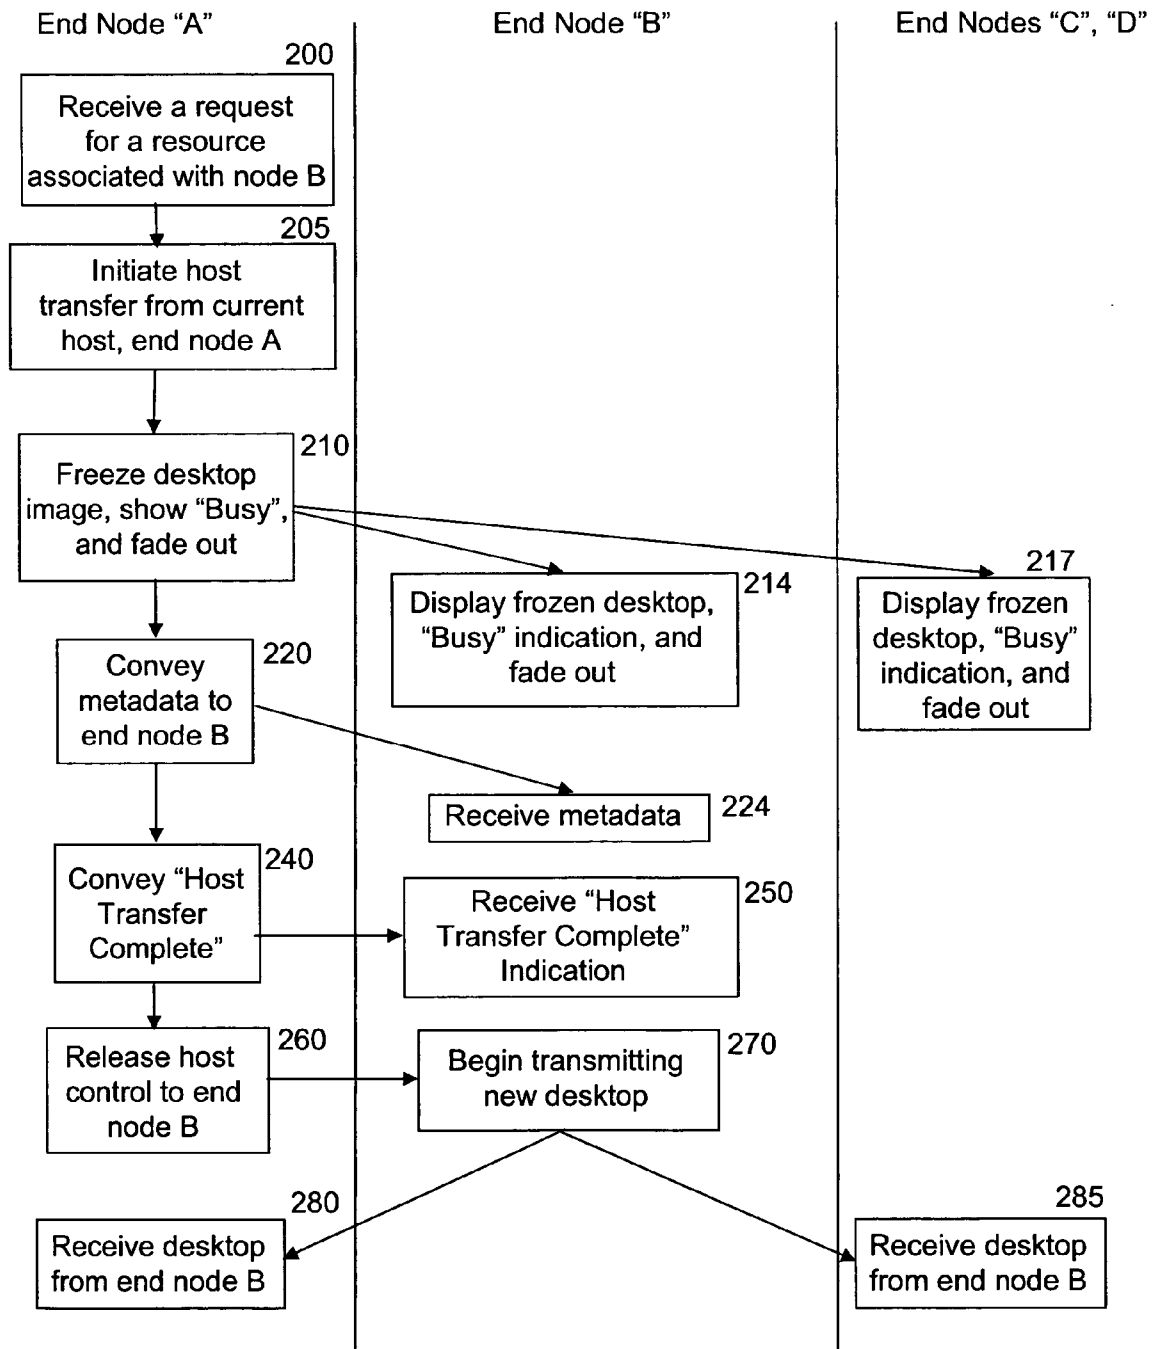 End Node “A”
End Node “B”
End Nodes “C”, “D”
200
Receive a request
for a resource
associated with node B
205
Initiate host
transfer from current
host, end node A
210
Freeze desktop
image, show “Busy”,
and fade out
214
Display frozen desktop,
“Busy” indication, and
fade out
217
Display frozen
desktop, “Busy”
indication, and
fade out
220
Convey
metadata to
end node B
224
Receive metadata
240
Convey “Host
Transfer
Complete”
250
Receive “Host
Transfer Complete”
Indication
260
Release host
control to end
node B
270
Begin transmitting
new desktop
280
Receive desktop
from end node B
285
Receive desktop
from end node B